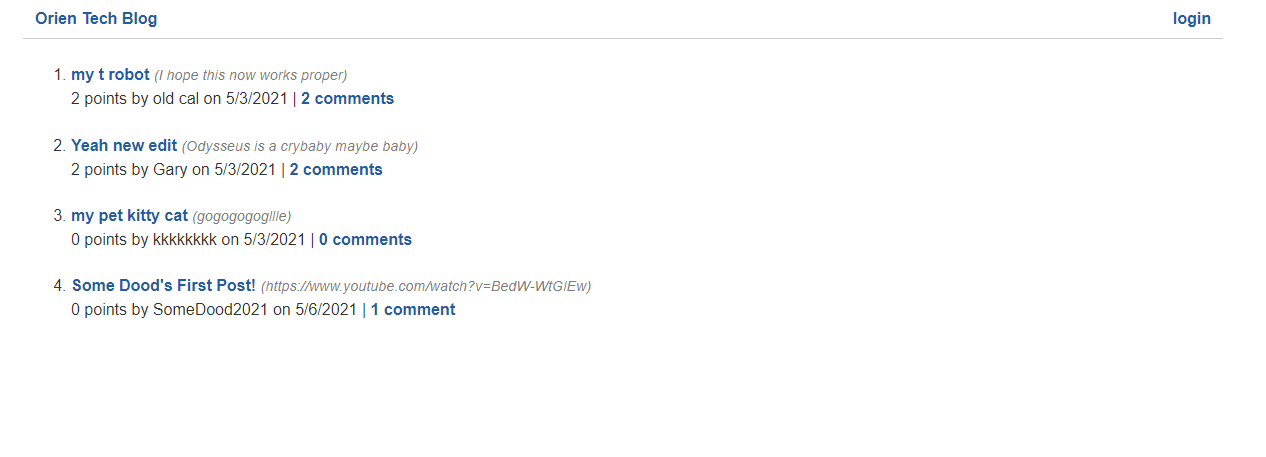 Orien Tech Blog
login
1. my t robot (I hope this now works proper)
2 points by old cal on 5/3/2021 | 2 comments
2. Yeah new edit (Odysseus is a crybaby maybe baby)
2 points by Gary on 5/3/2021 | 2 comments
3. my pet kitty cat (gogogogogllle)
0 points by kkkkkkkk on 5/3/2021 | 0 comments
4. Some Dood's First Post! (https://www.youtube.com/watch?v=BedW-WtGlEw)
0 points by SomeDood2021 on 5/6/2021 | 1 comment